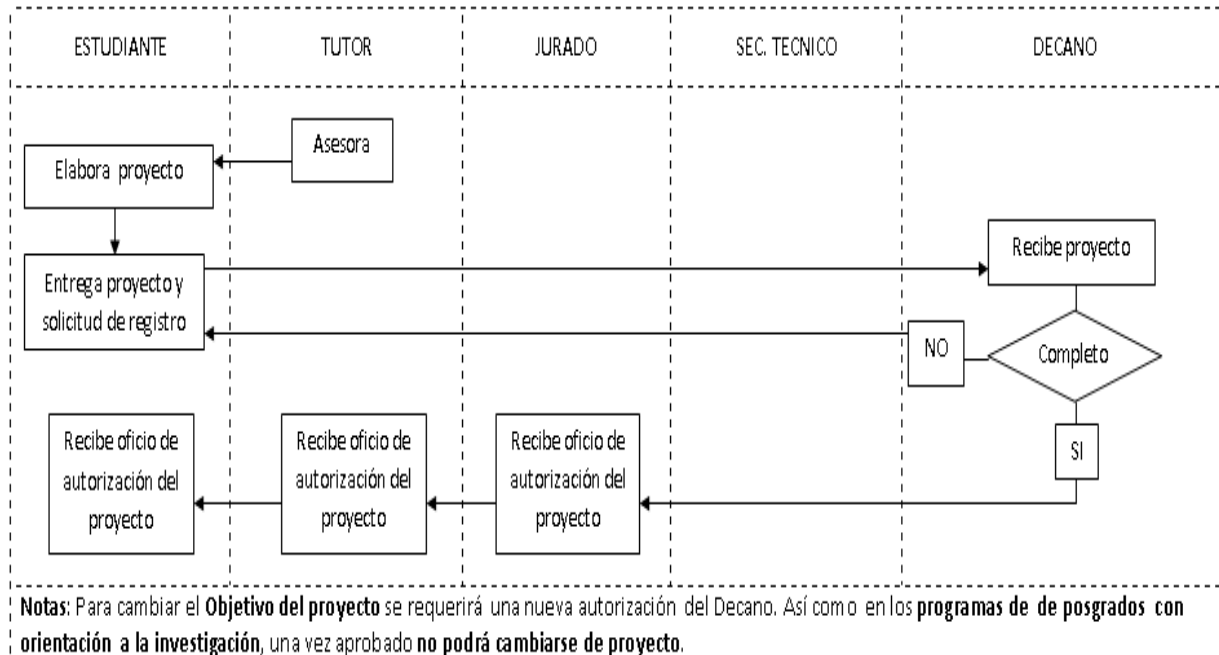 ESTUDIANTE
TUTOR
JURADO
SEC. TECNICO
DECANO
Asesora
Elabora proyecto
Recibe proyecto
Entrega proyecto y
solicitud de registro
NO
Completo
SI
Recibe oficio de
autorización del
proyecto
Recibe oficio de
autorización del
proyecto
Recibe oficio de
autorización del
proyecto
Notas: Para cambiar el Objetivo del proyecto se requerirá una nueva autorización del Decano. Así como en los programas de de posgrados con
orientación a la investigación, una vez aprobado no podrá cambiarse de proyecto.